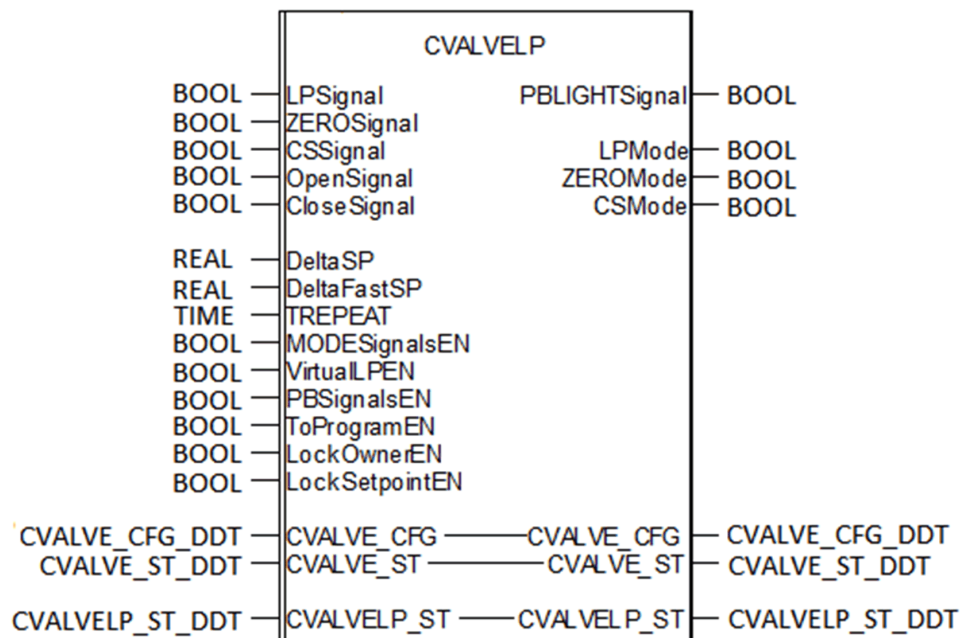 CVALVELP
BOOL LPSignal PBLIGHTSignal BOOL
BOOL ZEROSignal
BOOL CSSignal LPMode BOOL
BOOL OpenSignal ZEROMode BOOL
BOOL CloseSignal CSMode BOOL
REAL DeltaSP
REAL DeltaFastSP
TIME TREPEAT
BOOL MODESignalsEN
BOOL VirtualLPEN
BOOL PBSignalsEN
BOOL ToProgramEN
BOOL LockOwnerEN
BOOL LockSetpointEN
CVALVE_CFG_DDT CVALVE_CFG CVALVE_CFG CVALVE_CFG_DDT
CVALVE_ST_DDT CVALVE_ST CVALVE_ST CVALVE_ST_DDT
CVALVELP_ST_DDT CVALVELP_ST CVALVELP_ST CVALVELP_ST_DDT